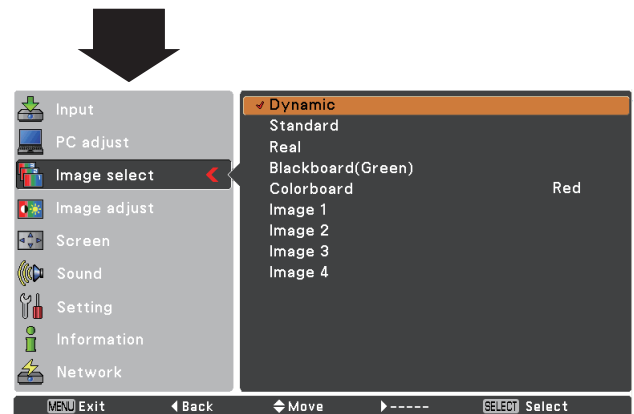 Input
PC adjust
Image select
Image adjust
Screen
Sound
Setting
Information
Network
Dynamic
Standard
Real
Blackboard(Green)
Colorboard Red
Image 1
Image 2
Image 3
Image 4
MENU Exit Back Move ----- SELECT Select